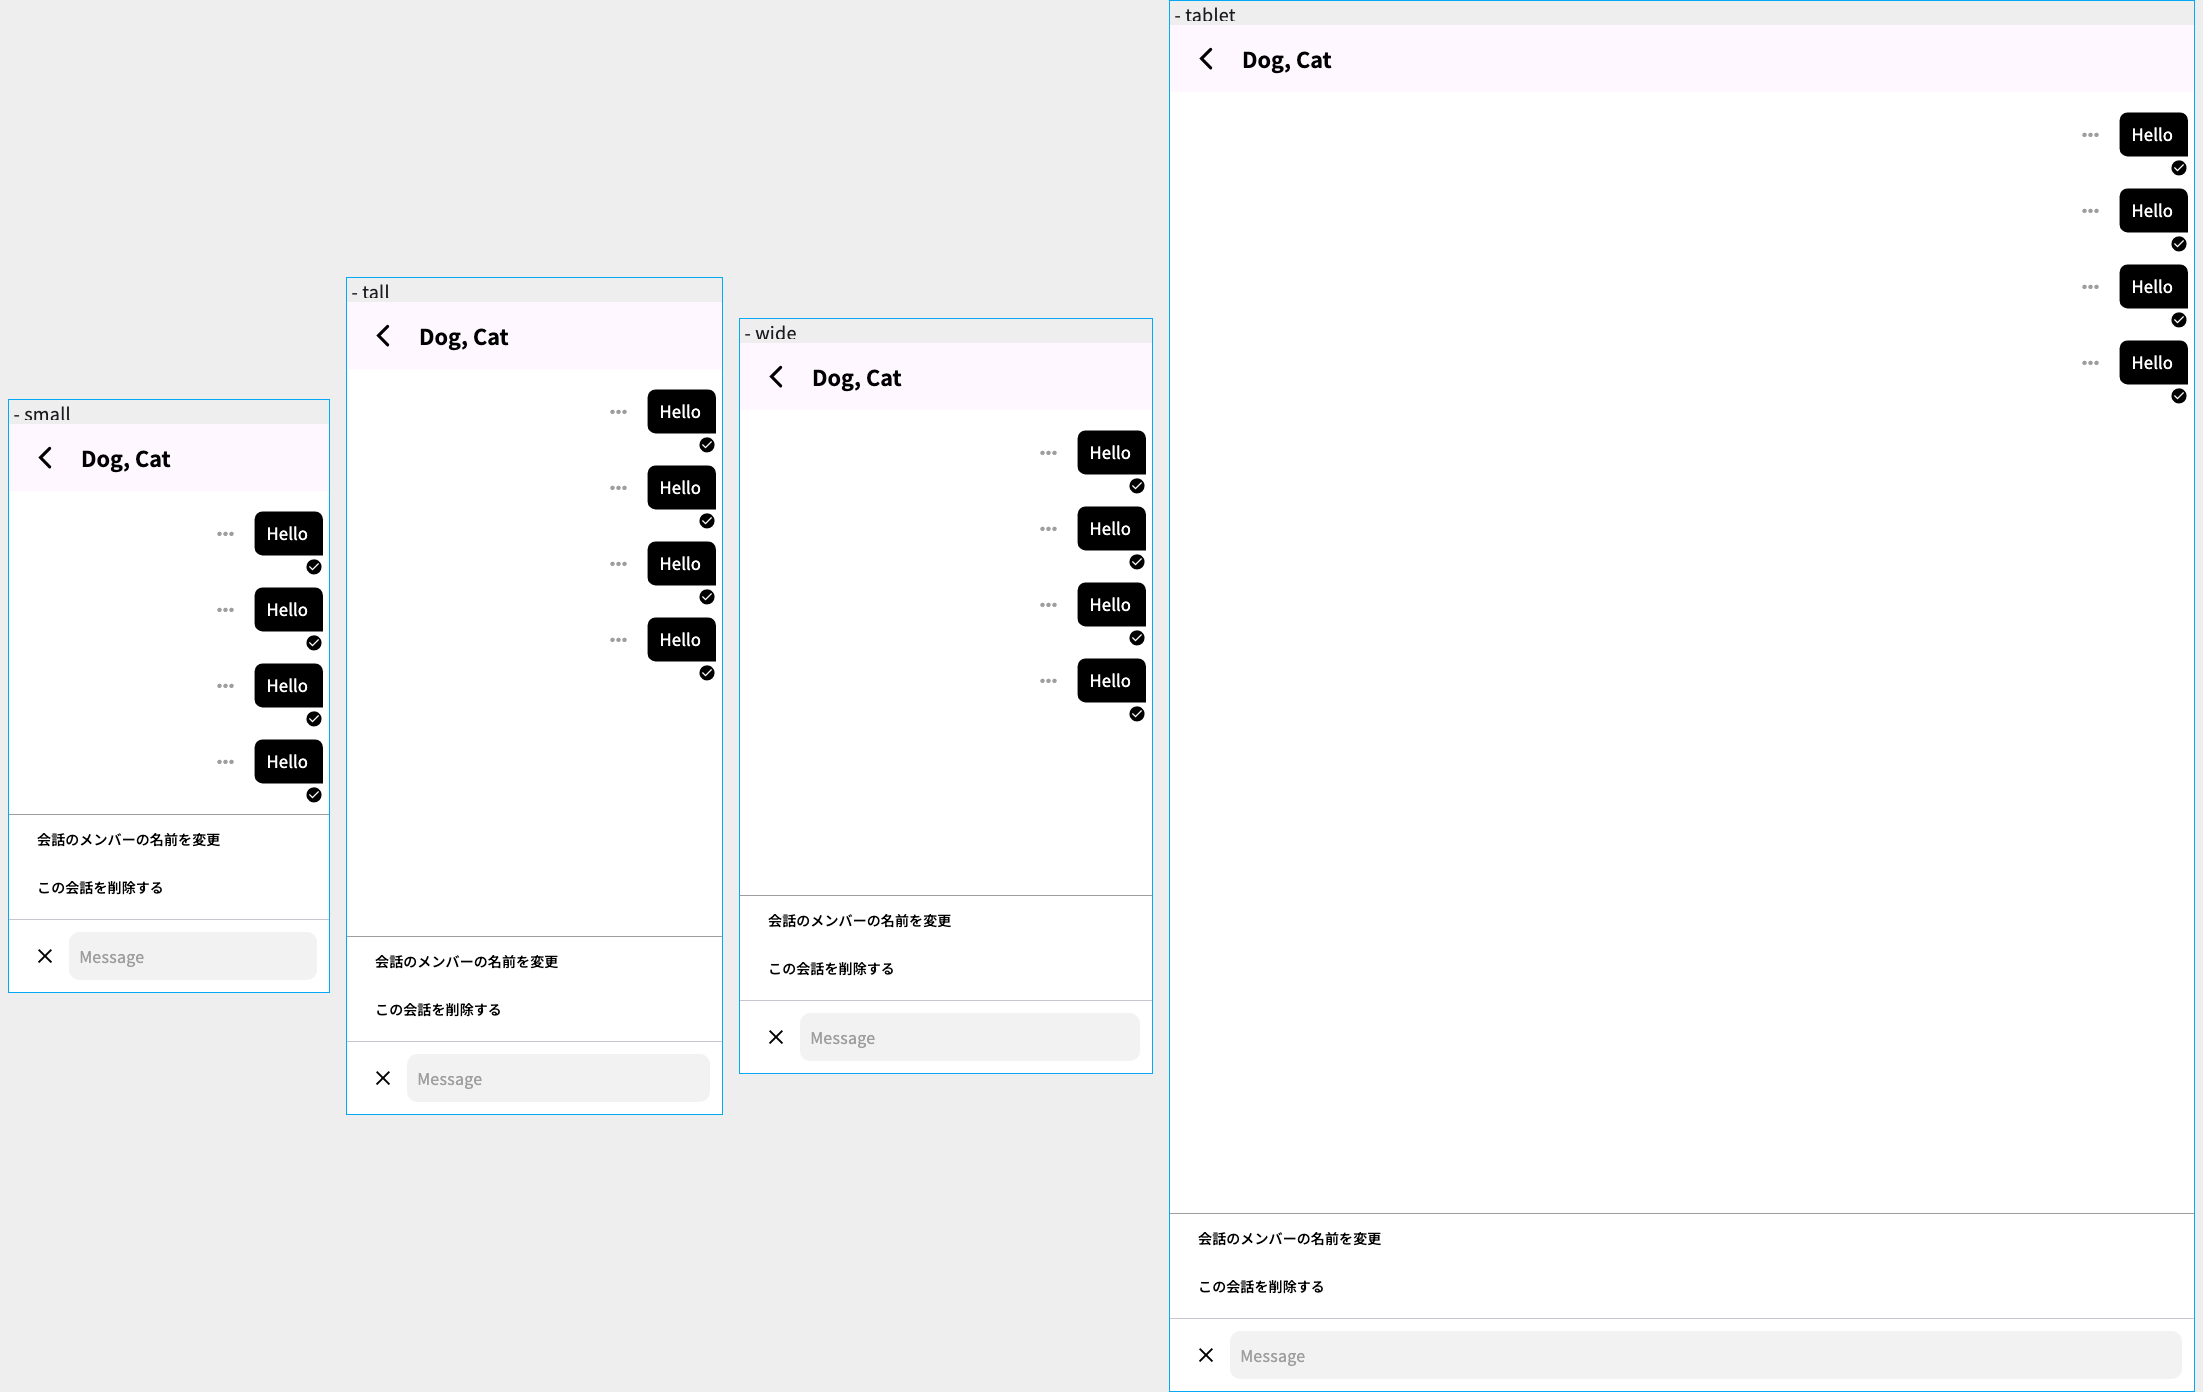 - small
Dog, Cat
Hello
Hello
Hello
Hello
会話のメンバーの名前を変更
この会話を削除する
Message
- tall
Dog, Cat
Hello
Hello
Hello
Hello
会話のメンバーの名前を変更
この会話を削除する
Message
- wide
Dog, Cat
Hello
Hello
Hello
Hello
会話のメンバーの名前を変更
この会話を削除する
Message
- tablet
Dog, Cat
Hello
Hello
Hello
Hello
会話のメンバーの名前を変更
この会話を削除する
Message